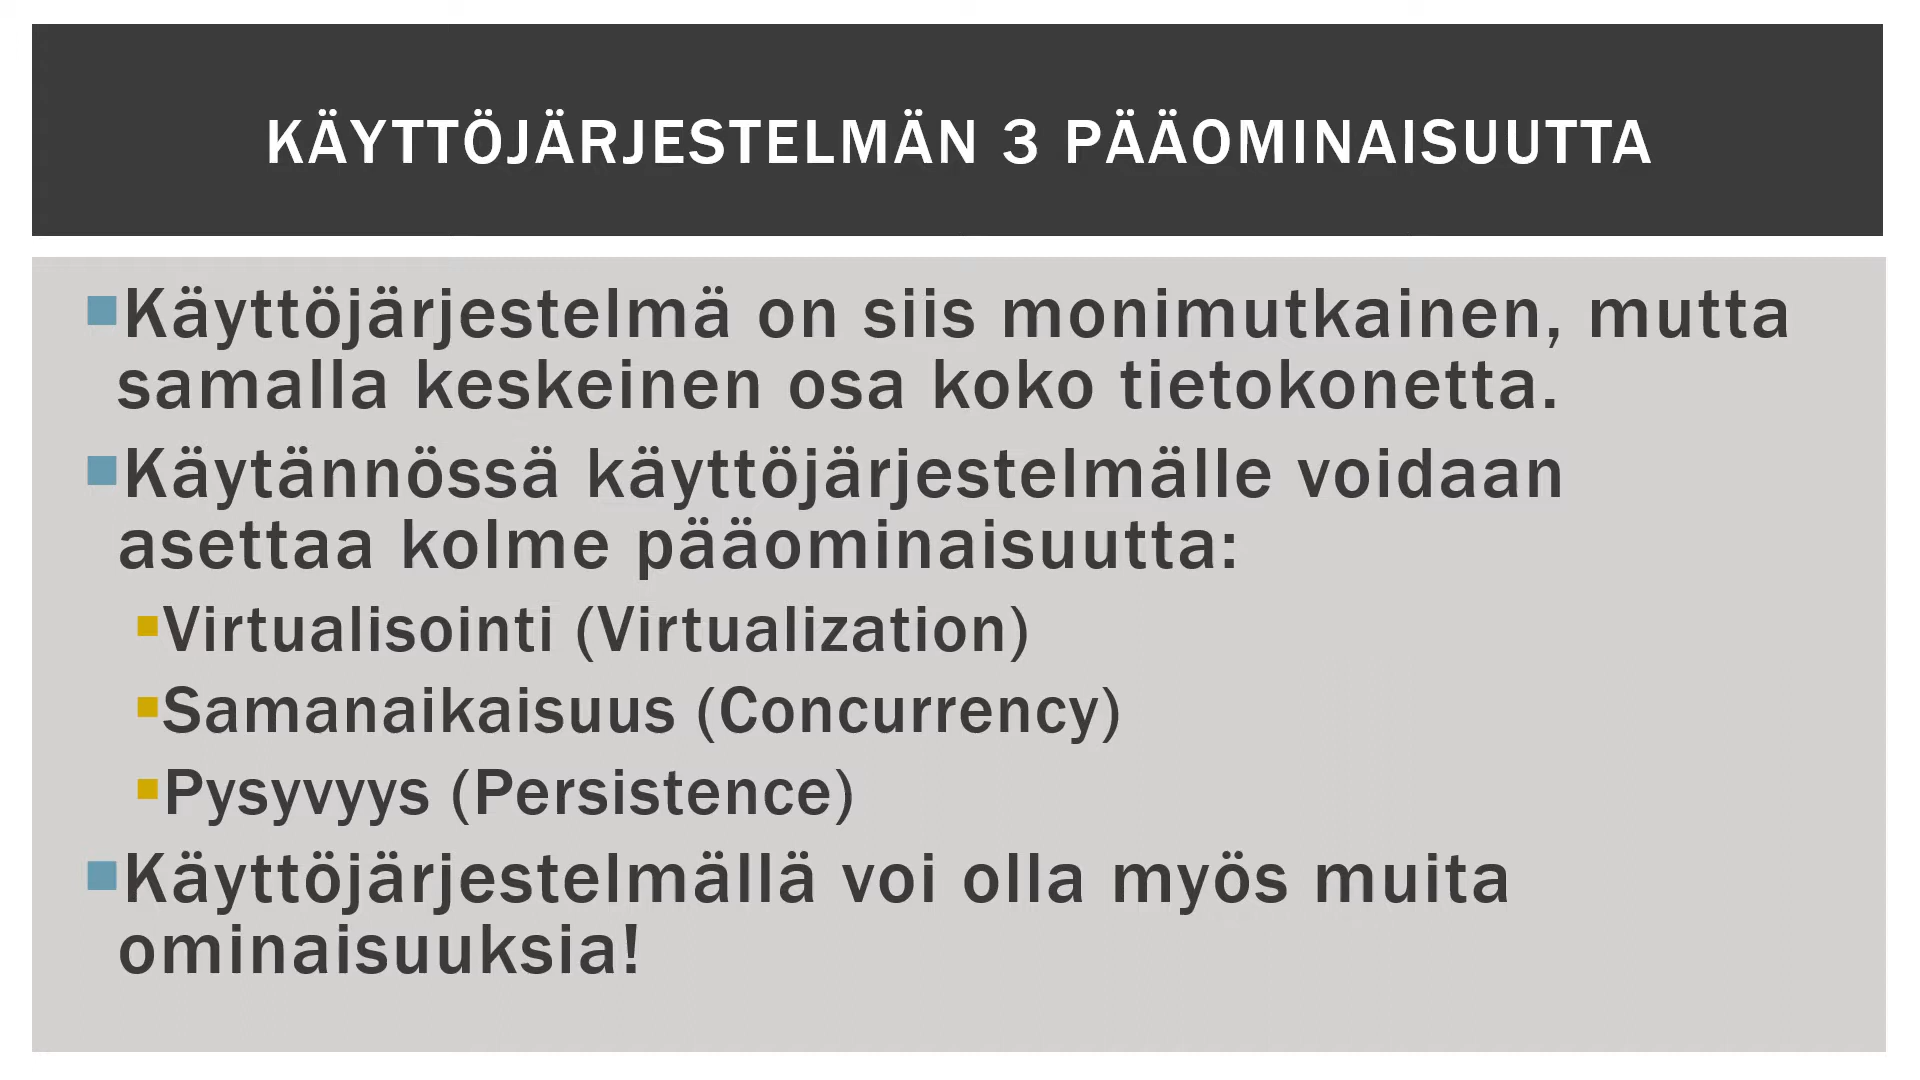 KÄYTTÖJÄRJESTELMÄN 3 PÄÄOMINAISUUTTA
Käyttöjärjestelmä on siis monimutkainen, mutta
samalla keskeinen osa koko tietokonetta.
Käytännössä käyttöjärjestelmälle voidaan
asettaa kolme pääominaisuutta:
Virtualisointi (Virtualization)
Samanaikaisuus (Concurrency)
Pysyvyys (Persistence)
Käyttöjärjestelmällä voi olla myös muita
ominaisuuksia!